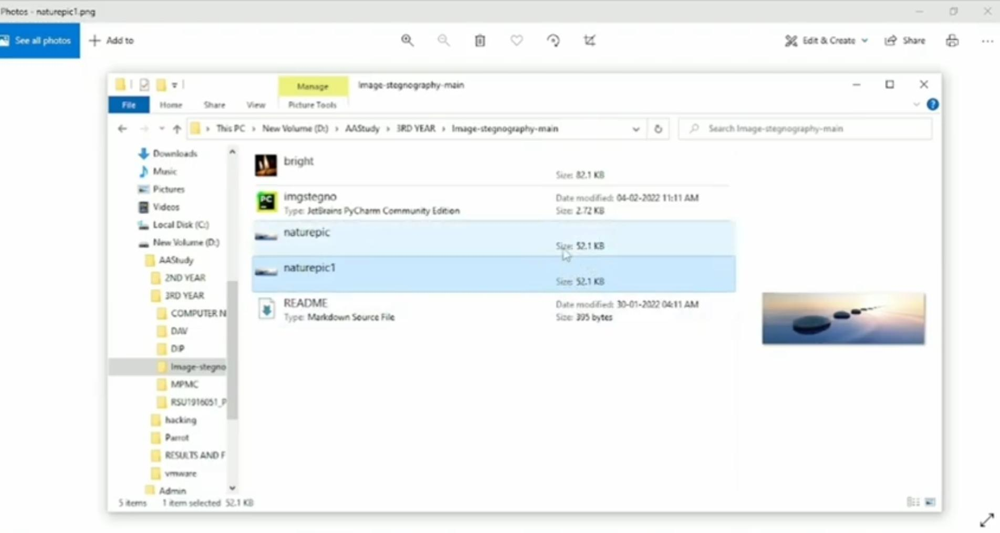 Photos - naturepic1.png
See all photos
Add to
Edit & Create
Share
Manage
Image-stegnography-main
File
Home
Share
View
Picture Tools
This PC > New Volume (D:) > AAStudy > 3RD YEAR > Image-stegnography-main
Search Image-stegnography-main
Downloads
Music
Pictures
Videos
Local Disk (C:)
New Volume (D:)
AAStudy
2ND YEAR
3RD YEAR
COMPUTER N
DAV
DIP
Image-stegno
MPMC
RSU1916051_P
hacking
Parrot
RESULTS AND F
vmware
Admin
bright
Size: 82.1 KB
PC
imgstegno
Date modified: 04-02-2022 11:11 AM
Type: JetBrains PyCharm Community Edition
Size: 2.72 KB
naturepic
Size: 52.1 KB
naturepic1
Size: 52.1 KB
README
Date modified: 30-01-2022 04:11 AM
Type: Markdown Source File
Size: 395 bytes
5 items
1 item selected 52.1 KB